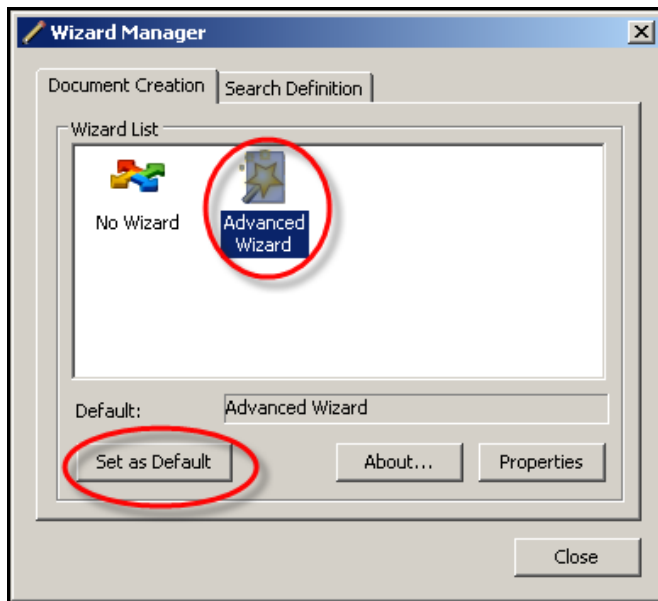 Wizard Manager
Document Creation
Search Definition
Wizard List
No Wizard
Advanced
Wizard
Default:
Advanced Wizard
Set as Default
About...
Properties
Close